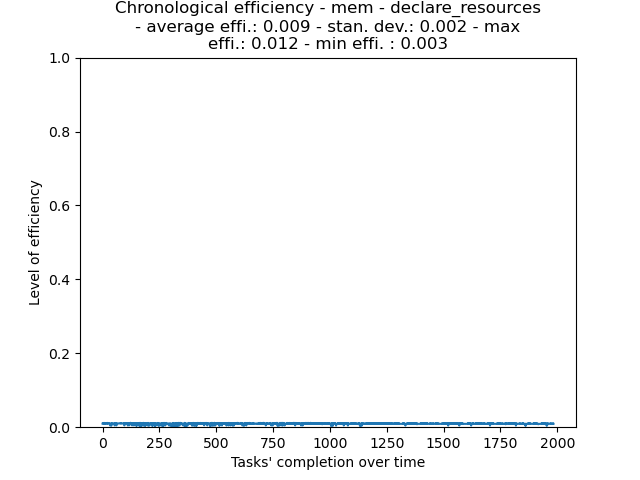 Chronological efficiency - mem - declare_resources
- average effi.: 0.009 - stan. dev.: 0.002 - max
effi.: 0.012 - min effi. : 0.003
1.0
0.8
0.6
0.4
0.2
0.0
Level of efficiency
0 250 500 750 1000 1250 1500 1750 2000
Tasks' completion over time